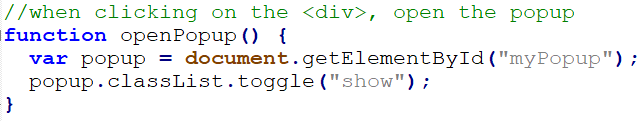 //when clicking on the <div>, open the popup
function openPopup() {
  var popup = document.getElementById("myPopup");
  popup.classList.toggle("show");
}